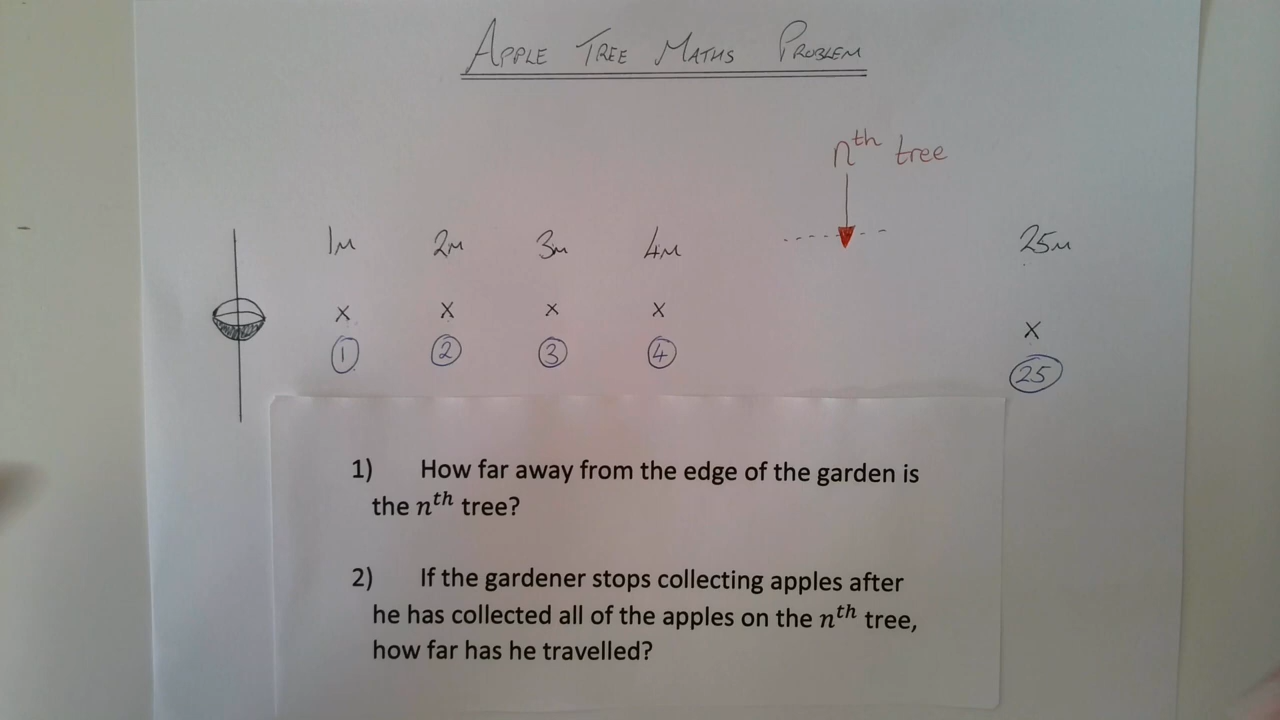 APPLE TREE MATHS PROBLEM
nth tree
1m 2m 3m 4m 25m
x x x x x
1 2 3 4 25
1) How far away from the edge of the garden is
the nth tree?
2) If the gardener stops collecting apples after
he has collected all of the apples on the nth tree,
how far has he travelled?